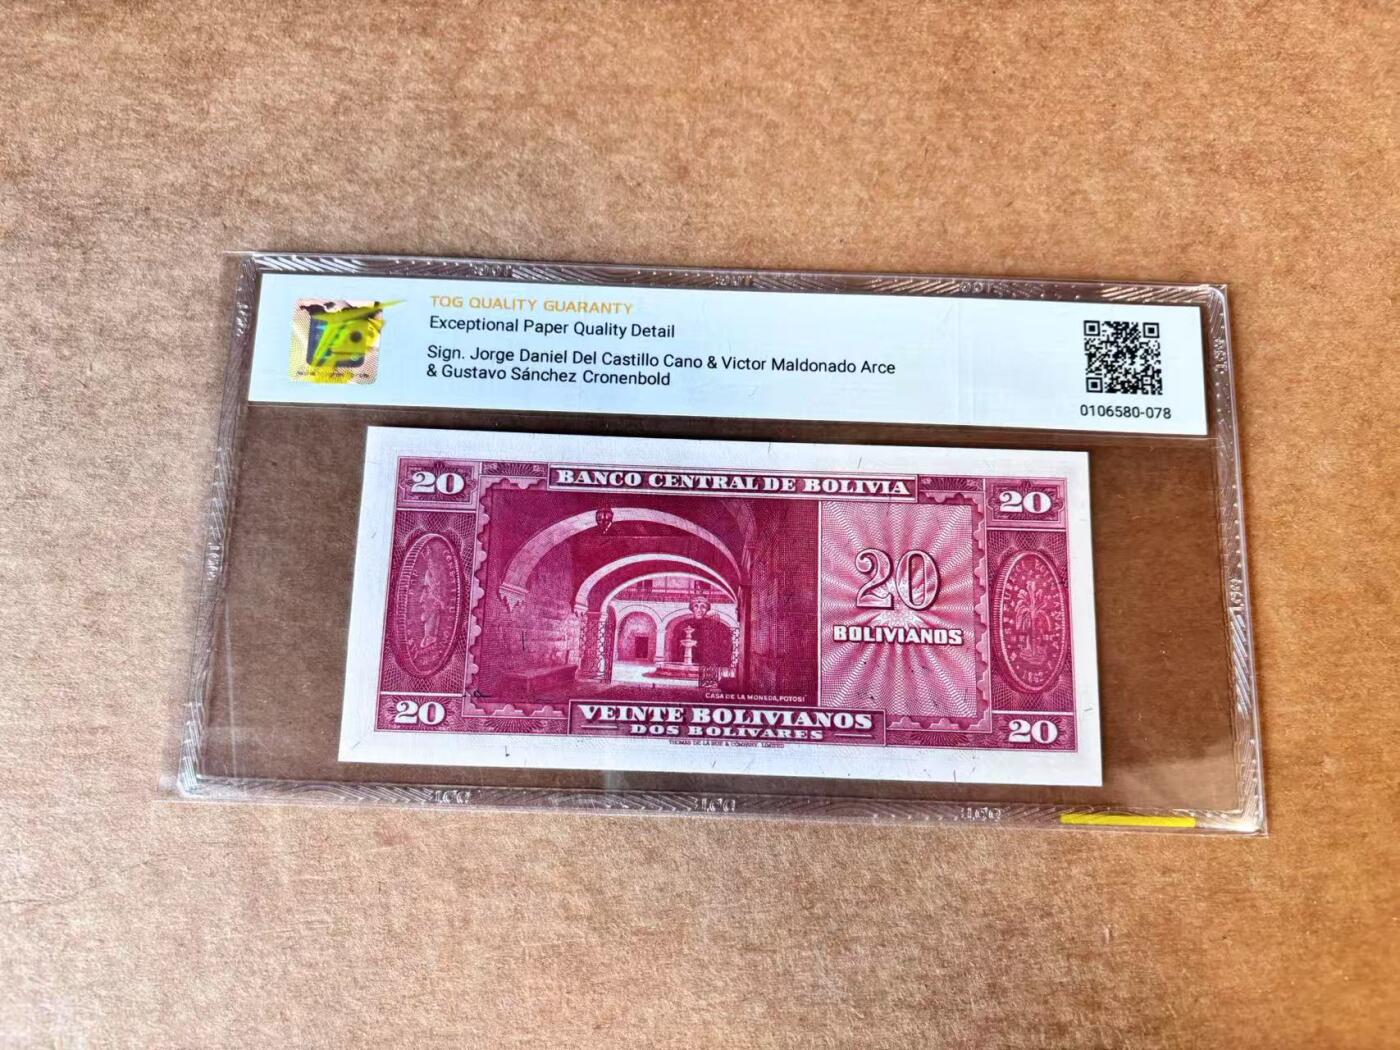 TQG QUALITY GUARANTY
Exceptional Paper Quality Detail
Sign. Jorge Daniel Del Castillo Cano & Victor Maldonado Arce
& Gustavo Sánchez Cronenbold
0106580-078
20
BANCO CENTRAL DE BOLIVIA
20
20
BOLIVIANOS
1862
CASA DE LA MONEDA, POTOSI
20
VEINTE BOLIVIANOS
DOS BOLIVARES
20
THOMAS DE LA RUE & COMPANY, LIMITED